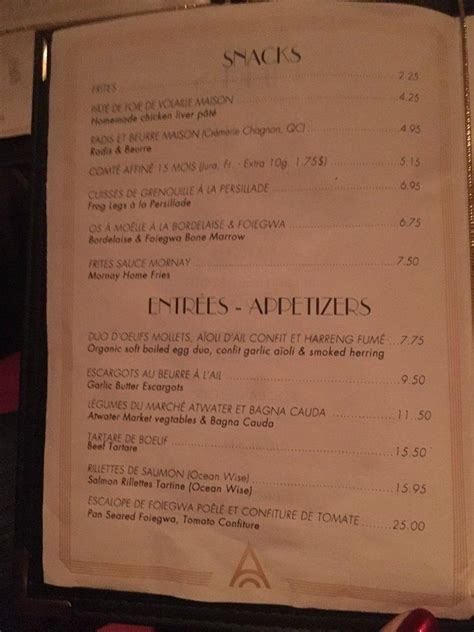 SNACKS
FRITES 2.25
PÂTÉ DE FOIE DE VOLAILLE MAISON 4.25
Homemade chicken liver pâté
RADIS ET BEURRE MAISON (Crèmerie Chagnon, QC) 4.95
Radis & Beurre
COMTÉ AFFINÉ 15 MOIS (Jura, Fr. - Extra 10g. 1.75$) 5.15
CUISSES DE GRENOUILLE À LA PERSILLADE 6.95
Frog Legs à la Persillade
OS À MOËLLE À LA BORDELAISE & FOIEGWA 6.75
Bordelaise & Foiegwa Bone Marrow
FRITES SAUCE MORNAY 7.50
Mornay Home Fries
ENTRÉES - APPETIZERS
DUO D'OEUFS MOLLETS, AÏOLI D'AIL CONFIT ET HARRENG FUMÉ ...7.75
Organic soft boiled egg duo, confit garlic aïoli & smoked herring
ESCARGOTS AU BEURRE À L'AIL 9.50
Garlic Butter Escargots
LÉGUMES DU MARCHÉ ATWATER ET BAGNA CAUDA 11.50
Atwater Market vegtables & Bagna Cauda
TARTARE DE BOEUF 15.50
Beef Tartare
RILLETTES DE SAUMON (Ocean Wise) 15.95
Salmon Rillettes Tartine (Ocean Wise)
ESCALOPE DE FOIEGWA POÊLÉ ET CONFITURE DE TOMATE 25.00
Pan Seared Foiegwa, Tomato Confiture